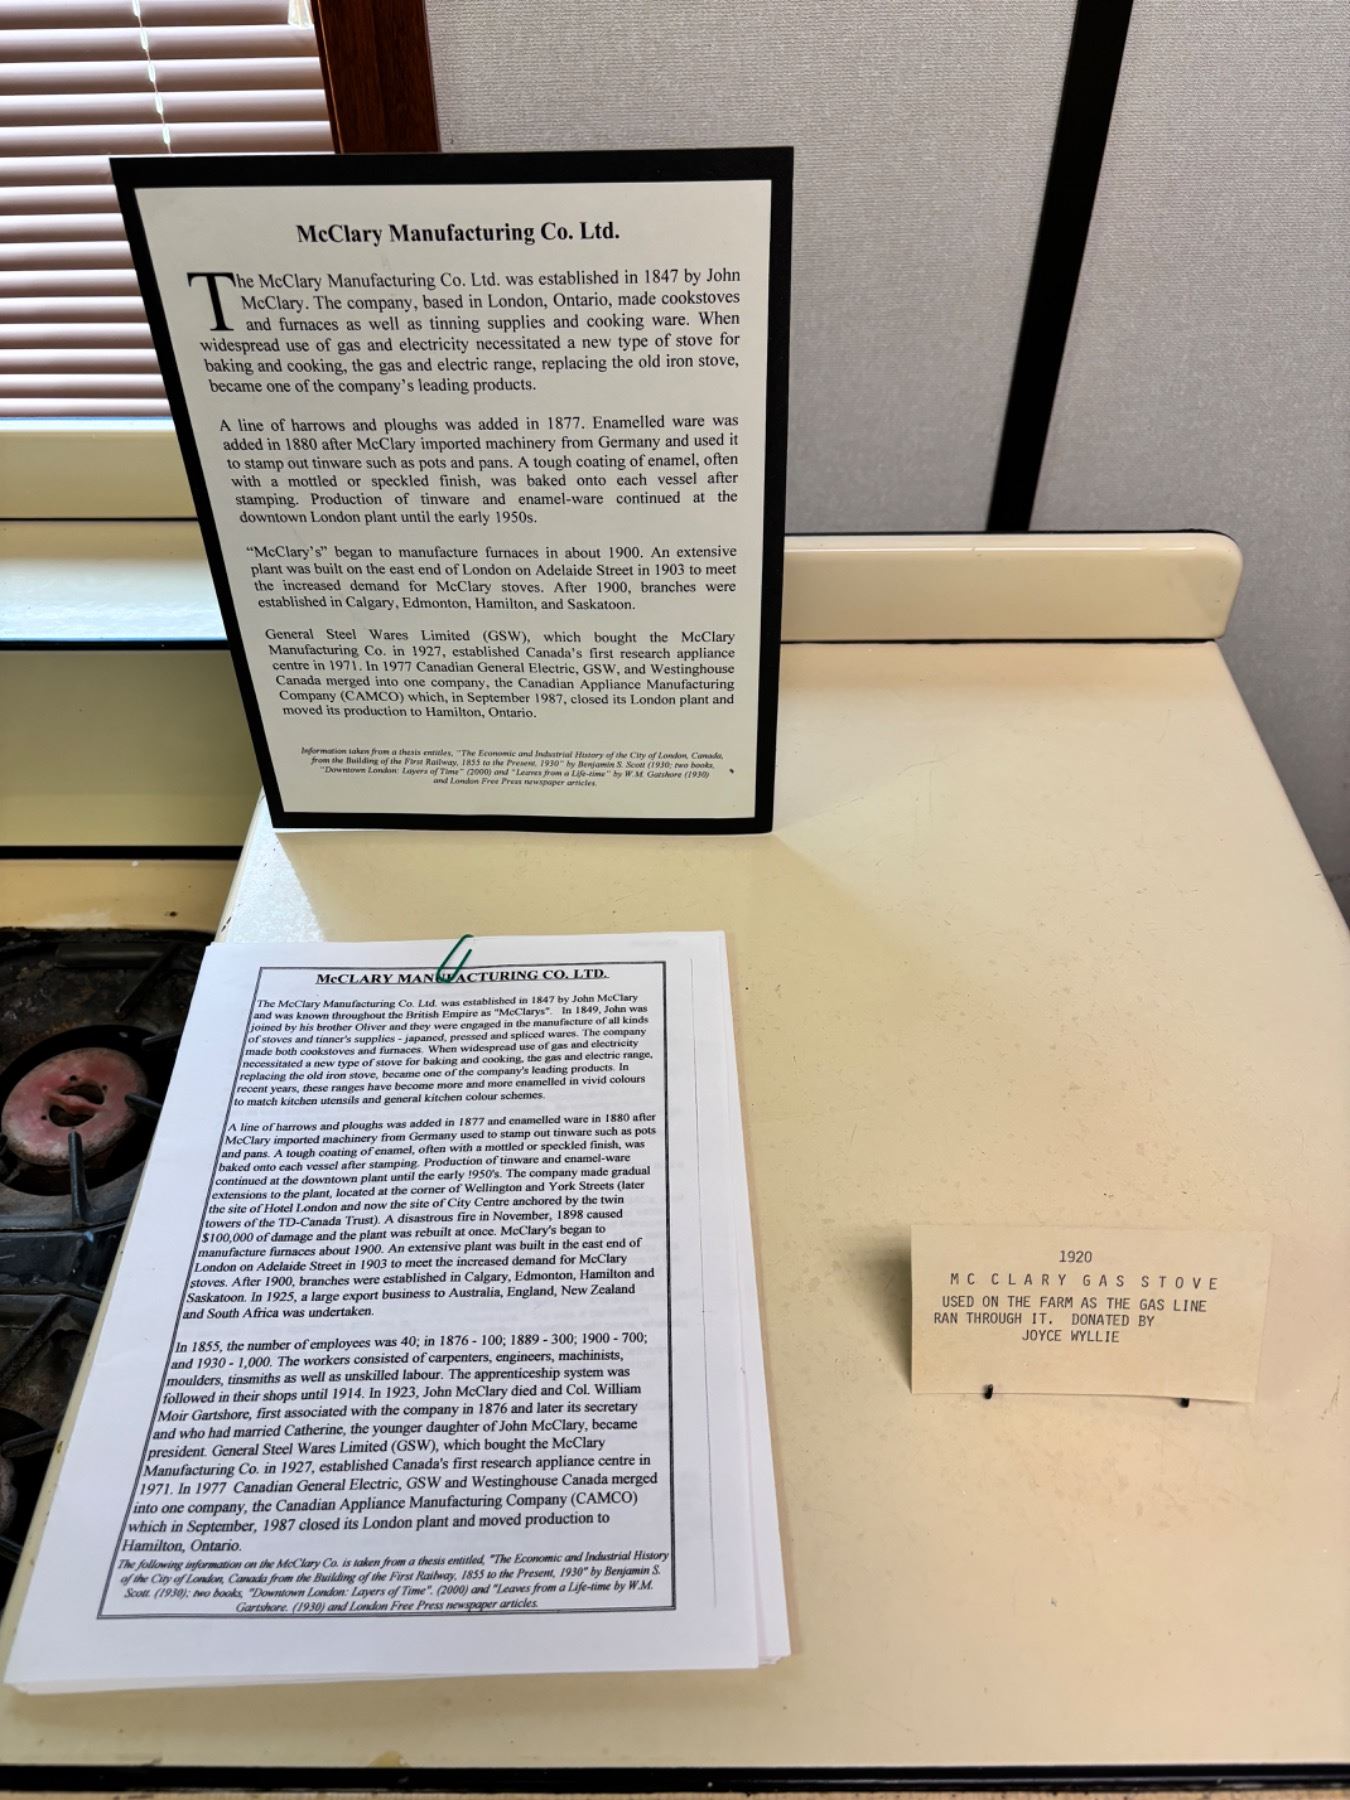 McClary Manufacturing Co. Ltd.
The McClary Manufacturing Co. Ltd. was established in 1847 by John
McClary. The company, based in London, Ontario, made cookstoves
and furnaces as well as tinning supplies and cooking ware. When
widespread use of gas and electricity necessitated a new type of stove for
baking and cooking, the gas and electric range, replacing the old iron stove,
became one of the company's leading products.
A line of harrows and ploughs was added in 1877. Enamelled ware was
added in 1880 after McClary imported machinery from Germany and used it
to stamp out tinware such as pots and pans. A tough coating of enamel, often
with a mottled or speckled finish, was baked onto each vessel after
stamping. Production of tinware and enamel-ware continued at the
downtown London plant until the early 1950s.
"McClary's" began to manufacture furnaces in about 1900. An extensive
plant was built on the east end of London on Adelaide Street in 1903 to meet
the increased demand for McClary stoves. After 1900, branches were
established in Calgary, Edmonton, Hamilton, and Saskatoon.
General Steel Wares Limited (GSW), which bought the McClary
Manufacturing Co. in 1927, established Canada's first research appliance
centre in 1971. In 1977 Canadian General Electric, GSW, and Westinghouse
Canada merged into one company, the Canadian Appliance Manufacturing
Company (CAMCO) which, in September 1987, closed its London plant and
moved its production to Hamilton, Ontario.
Information taken from a thesis entitles, "The Economic and Industrial History of the City of London, Canada,
from the Building of the First Railway, 1855 to the Present, 1930" by Benjamin S. Scott (1930; two books,
"Downtown London: Layers of Time" (2000) and "Leaves from a Life-time" by W.M. Gatshore (1930)
and London Free Press newspaper articles.
McCLARY MANUFACTURING CO. LTD.
The McClary Manufacturing Co. Ltd. was established in 1847 by John McClary
and was known throughout the British Empire as "McClarys". In 1849, John was
joined by his brother Oliver and they were engaged in the manufacture of all kinds
of stoves and tinner's supplies - japaned, pressed and spliced wares. The company
made both cookstoves and furnaces. When widespread use of gas and electricity
necessitated a new type of stove for baking and cooking, the gas and electric range,
replacing the old iron stove, became one of the company's leading products. In
recent years, these ranges have become more and more enamelled in vivid colours
to match kitchen utensils and general kitchen colour schemes.
A line of harrows and ploughs was added in 1877 and enamelled ware in 1880 after
McClary imported machinery from Germany used to stamp out tinware such as pots
and pans. A tough coating of enamel, often with a mottled or speckled finish, was
baked onto each vessel after stamping. Production of tinware and enamel-ware
continued at the downtown plant until the early !950's. The company made gradual
extensions to the plant, located at the corner of Wellington and York Streets (later
the site of Hotel London and now the site of City Centre anchored by the twin
towers of the TD-Canada Trust). A disastrous fire in November, 1898 caused
$100,000 of damage and the plant was rebuilt at once. McClary's began to
manufacture furnaces about 1900. An extensive plant was built in the east end of
London on Adelaide Street in 1903 to meet the increased demand for McClary
stoves. After 1900, branches were established in Calgary, Edmonton, Hamilton and
Saskatoon. In 1925, a large export business to Australia, England, New Zealand
and South Africa was undertaken.
In 1855, the number of employees was 40; in 1876 - 100; 1889 - 300; 1900 - 700;
and 1930 - 1,000. The workers consisted of carpenters, engineers, machinists,
moulders, tinsmiths as well as unskilled labour. The apprenticeship system was
followed in their shops until 1914. In 1923, John McClary died and Col. William
Moir Gartshore, first associated with the company in 1876 and later its secretary
and who had married Catherine, the younger daughter of John McClary, became
president. General Steel Wares Limited (GSW), which bought the McClary
Manufacturing Co. in 1927, established Canada's first research appliance centre in
1971. In 1977 Canadian General Electric, GSW and Westinghouse Canada merged
into one company, the Canadian Appliance Manufacturing Company (CAMCO)
which in September, 1987 closed its London plant and moved production to
Hamilton, Ontario.
The following information on the McClary Co. is taken from a thesis entitled, "The Economic and Industrial History
of the City of London, Canada from the Building of the First Railway, 1855 to the Present, 1930" by Benjamin S.
Scott. (1930); two books, "Downtown London: Layers of Time". (2000) and "Leaves from a Life-time by W.M.
Gartshore. (1930) and London Free Press newspaper articles.
1920
MC CLARY GAS STOVE
USED ON THE FARM AS THE GAS LINE
RAN THROUGH IT. DONATED BY
JOYCE WYLLIE